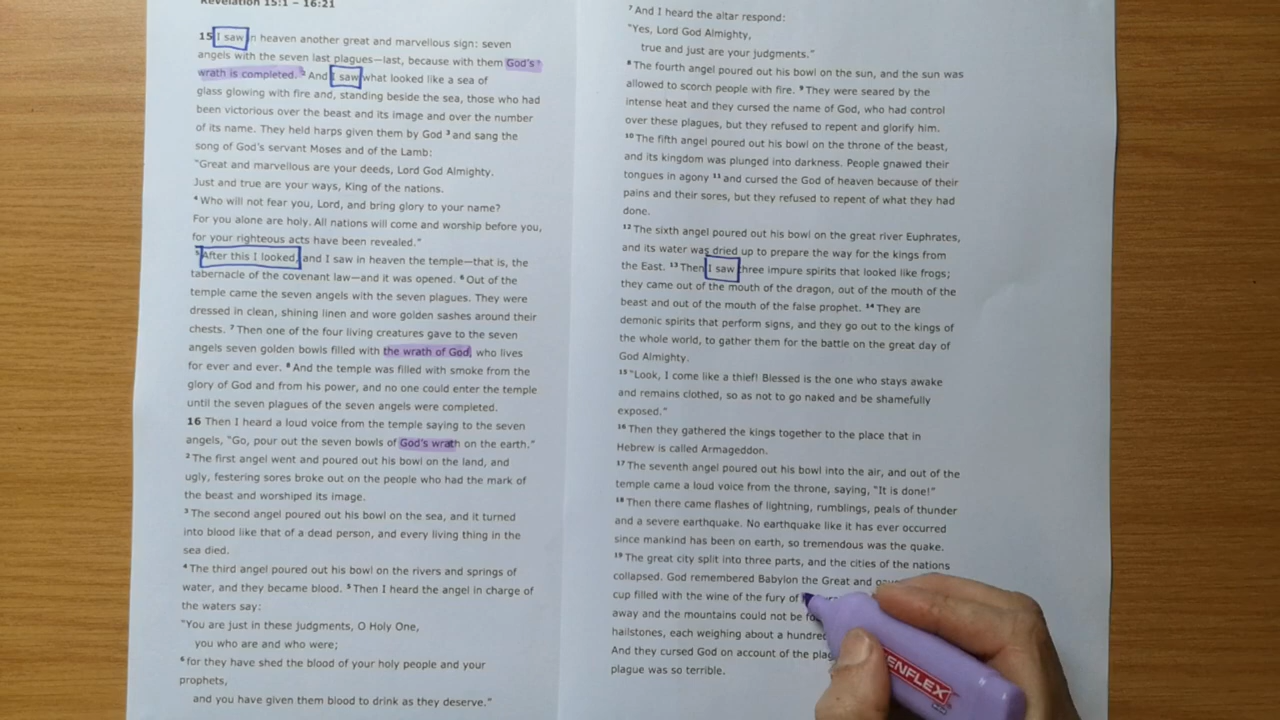 Revelation 15:1 – 16:21
15 I saw in heaven another great and marvellous sign: seven
angels with the seven last plagues—last, because with them God's
wrath is completed. 2 And I saw what looked like a sea of
glass glowing with fire and, standing beside the sea, those who had
been victorious over the beast and its image and over the number
of its name. They held harps given them by God 3 and sang the
song of God's servant Moses and of the Lamb:
"Great and marvellous are your deeds, Lord God Almighty.
Just and true are your ways, King of the nations.
4 Who will not fear you, Lord, and bring glory to your name?
For you alone are holy. All nations will come and worship before you,
for your righteous acts have been revealed."
5 After this I looked, and I saw in heaven the temple—that is, the
tabernacle of the covenant law—and it was opened. 6 Out of the
temple came the seven angels with the seven plagues. They were
dressed in clean, shining linen and wore golden sashes around their
chests. 7 Then one of the four living creatures gave to the seven
angels seven golden bowls filled with the wrath of God, who lives
for ever and ever. 8 And the temple was filled with smoke from the
glory of God and from his power, and no one could enter the temple
until the seven plagues of the seven angels were completed.
16 Then I heard a loud voice from the temple saying to the seven
angels, "Go, pour out the seven bowls of God's wrath on the earth."
2 The first angel went and poured out his bowl on the land, and
ugly, festering sores broke out on the people who had the mark of
the beast and worshiped its image.
3 The second angel poured out his bowl on the sea, and it turned
into blood like that of a dead person, and every living thing in the
sea died.
4 The third angel poured out his bowl on the rivers and springs of
water, and they became blood. 5 Then I heard the angel in charge of
the waters say:
"You are just in these judgments, O Holy One,
you who are and who were;
6 for they have shed the blood of your holy people and your
prophets,
and you have given them blood to drink as they deserve."
7 And I heard the altar respond:
"Yes, Lord God Almighty,
true and just are your judgments."
8 The fourth angel poured out his bowl on the sun, and the sun was
allowed to scorch people with fire. 9 They were seared by the
intense heat and they cursed the name of God, who had control
over these plagues, but they refused to repent and glorify him.
10 The fifth angel poured out his bowl on the throne of the beast,
and its kingdom was plunged into darkness. People gnawed their
tongues in agony 11 and cursed the God of heaven because of their
pains and their sores, but they refused to repent of what they had
done.
12 The sixth angel poured out his bowl on the great river Euphrates,
and its water was dried up to prepare the way for the kings from
the East. 13 Then I saw three impure spirits that looked like frogs;
they came out of the mouth of the dragon, out of the mouth of the
beast and out of the mouth of the false prophet. 14 They are
demonic spirits that perform signs, and they go out to the kings of
the whole world, to gather them for the battle on the great day of
God Almighty.
15 "Look, I come like a thief! Blessed is the one who stays awake
and remains clothed, so as not to go naked and be shamefully
exposed."
16 Then they gathered the kings together to the place that in
Hebrew is called Armageddon.
17 The seventh angel poured out his bowl into the air, and out of the
temple came a loud voice from the throne, saying, "It is done!"
18 Then there came flashes of lightning, rumblings, peals of thunder
and a severe earthquake. No earthquake like it has ever occurred
since mankind has been on earth, so tremendous was the quake.
19 The great city split into three parts, and the cities of the nations
collapsed. God remembered Babylon the Great and
cup filled with the wine of the fury of
away and the mountains could not be
hailstones, each weighing about a hundred
And they cursed God on account of the
plague was so terrible.
ENFLEX